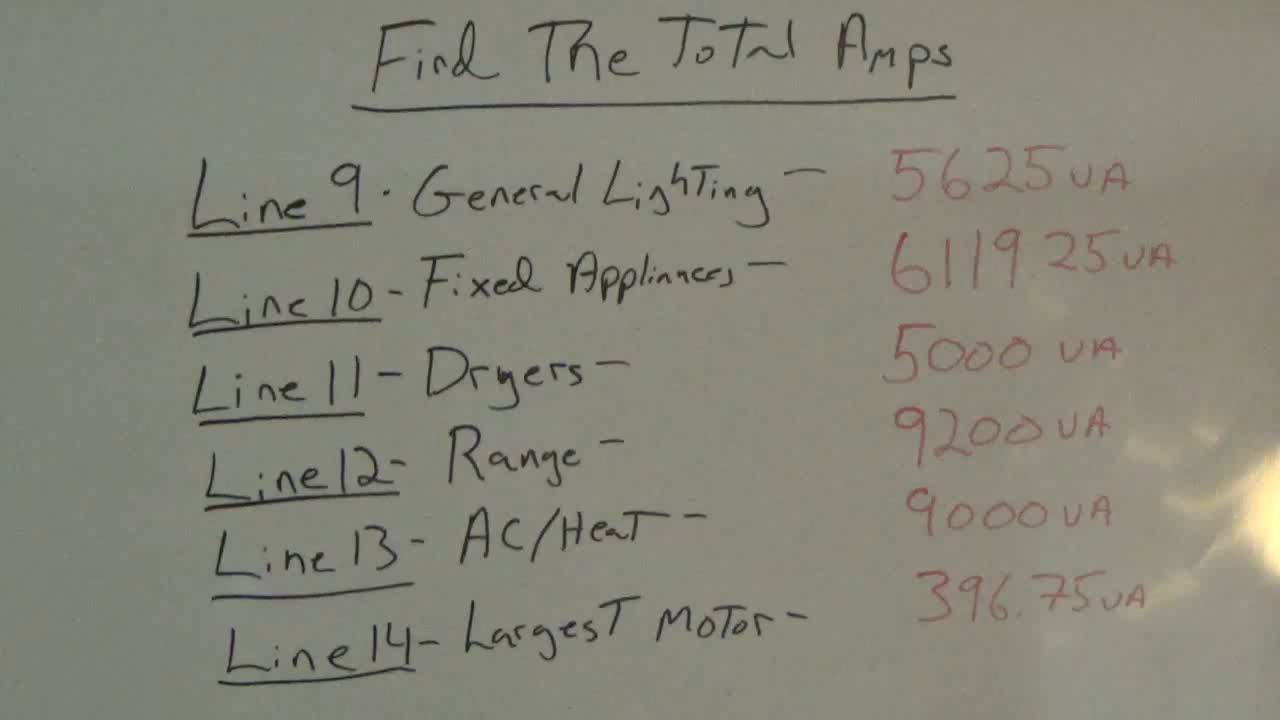 Find The Total Amps
Line 9 - General Lighting - 5625 VA
Line 10 - Fixed Appliances - 6119.25 VA
Line 11 - Dryers - 5000 VA
Line 12 - Range - 9200 VA
Line 13 - AC/Heat - 9000 VA
Line 14 - Largest Motor - 396.75 VA